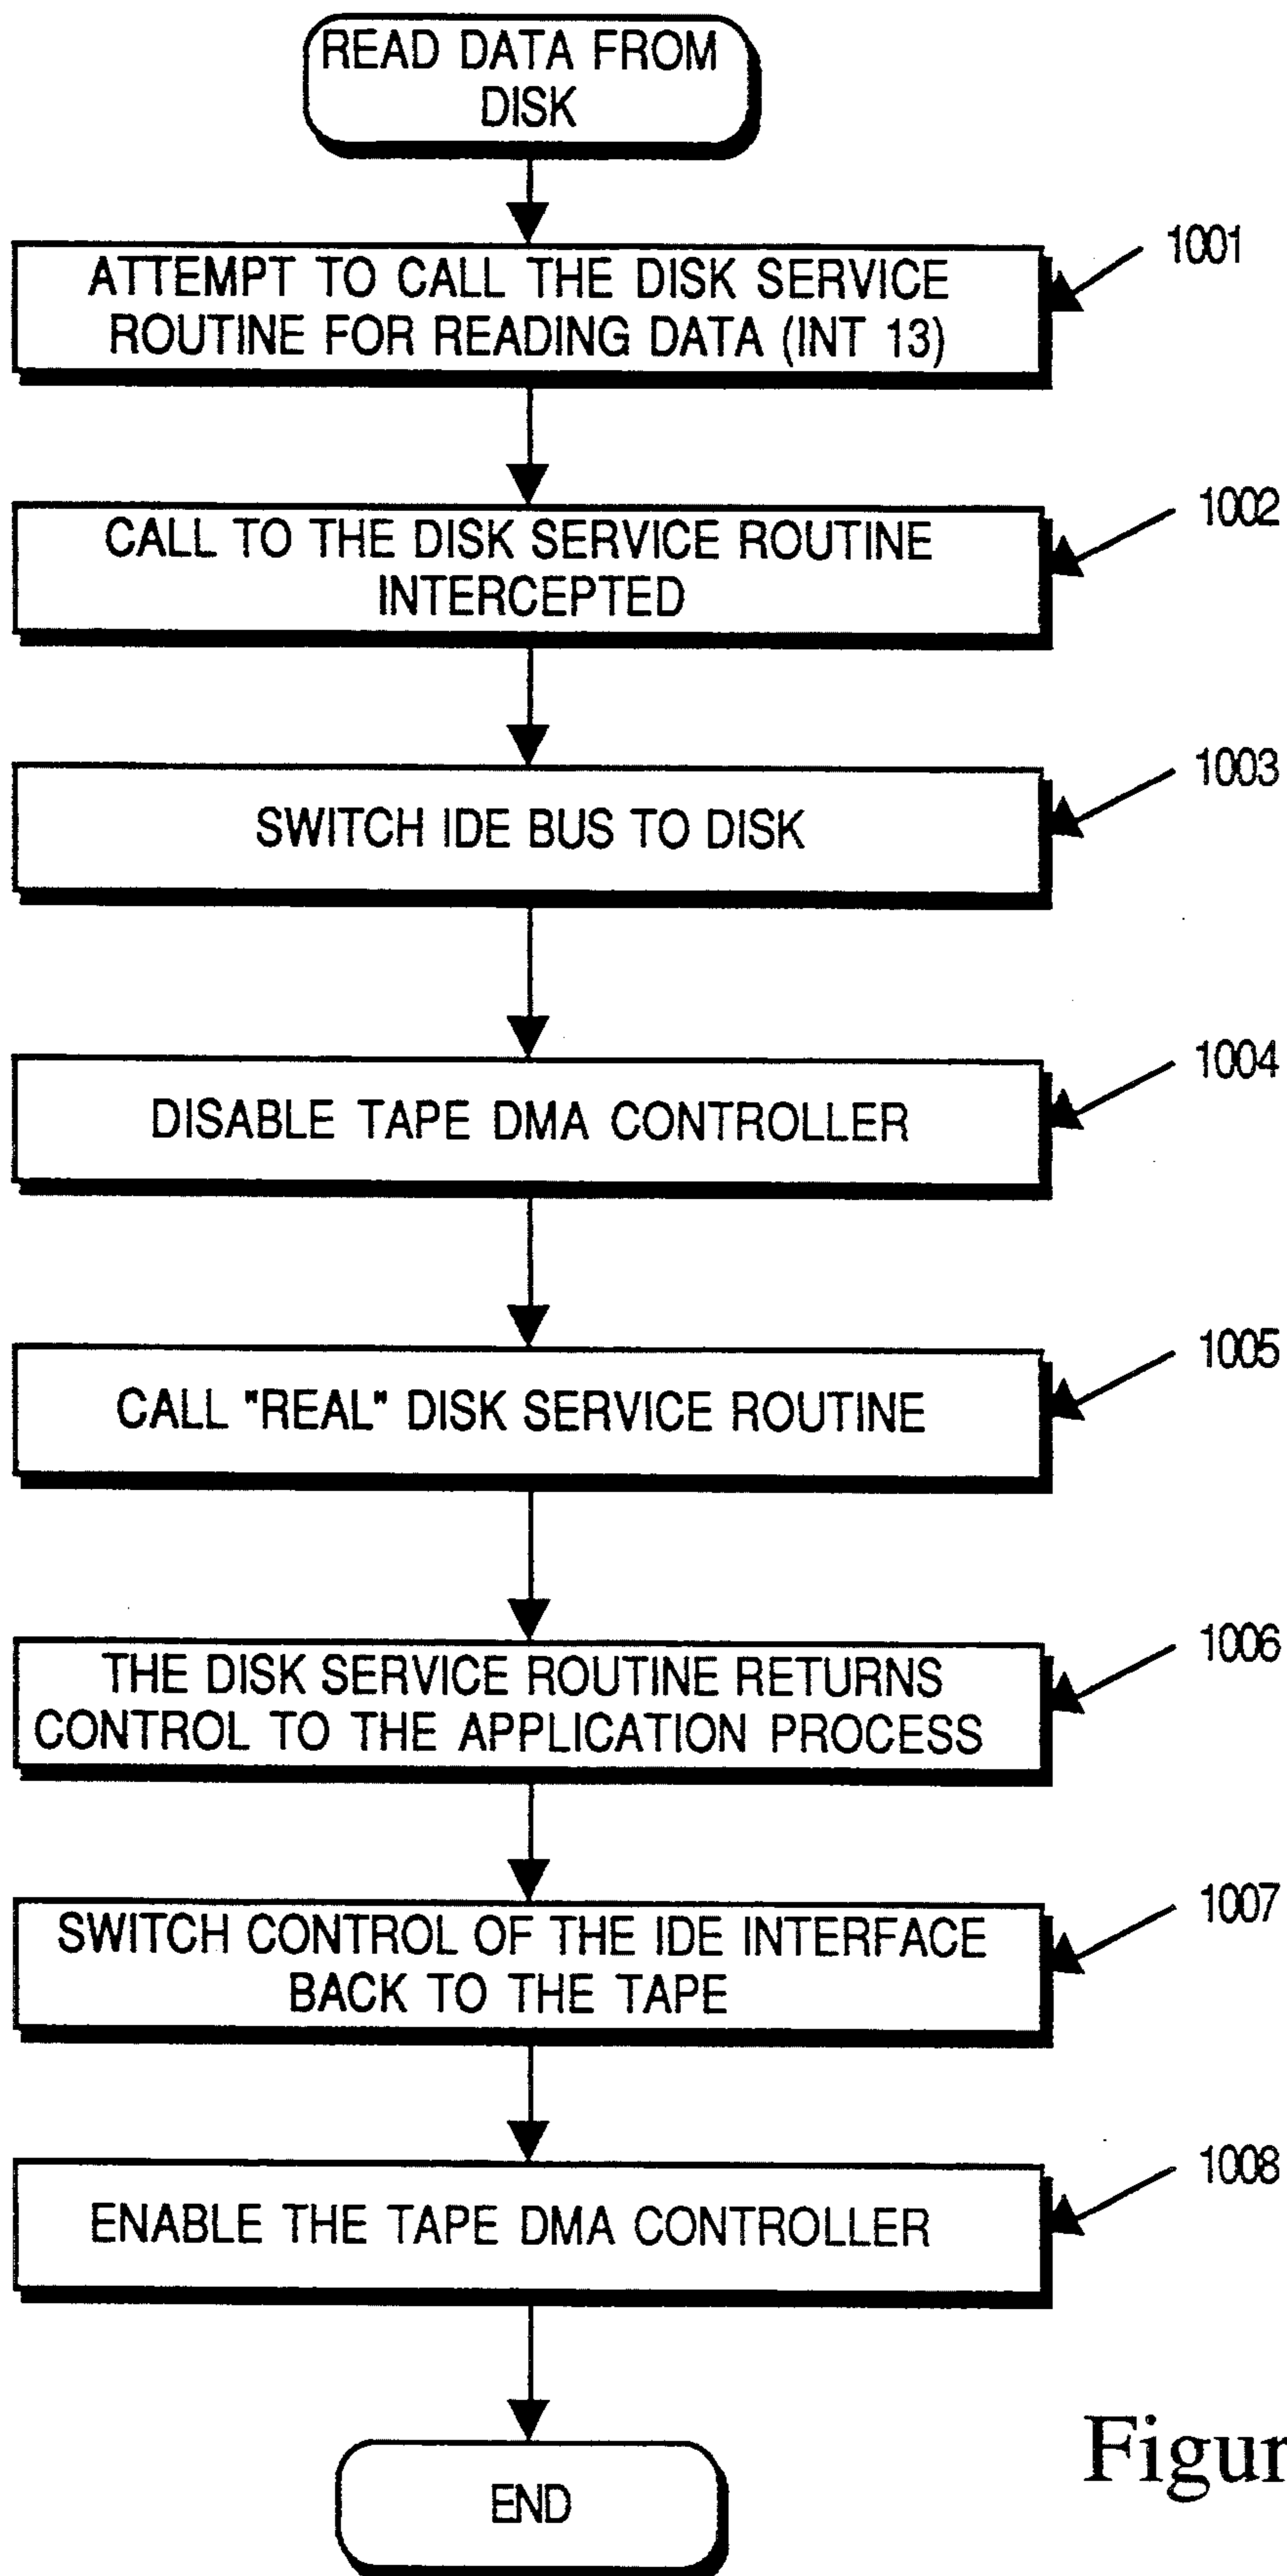 READ DATA FROM
DISK
ATTEMPT TO CALL THE DISK SERVICE
ROUTINE FOR READING DATA (INT 13)
1001
CALL TO THE DISK SERVICE ROUTINE
INTERCEPTED
1002
SWITCH IDE BUS TO DISK
1003
DISABLE TAPE DMA CONTROLLER
1004
CALL "REAL" DISK SERVICE ROUTINE
1005
THE DISK SERVICE ROUTINE RETURNS
CONTROL TO THE APPLICATION PROCESS
1006
SWITCH CONTROL OF THE IDE INTERFACE
BACK TO THE TAPE
1007
ENABLE THE TAPE DMA CONTROLLER
1008
END
Figur